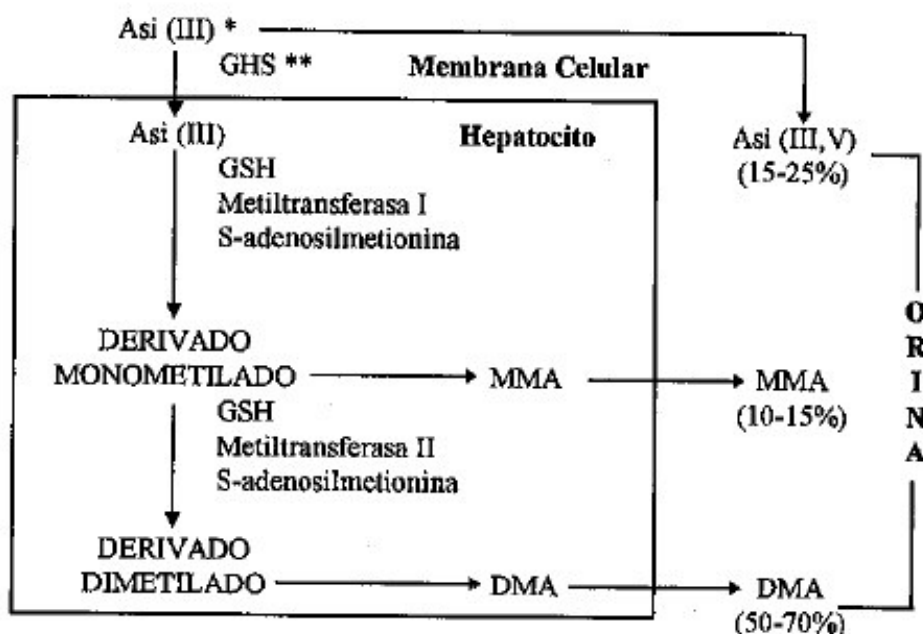 Asi (III) *
GHS **
Membrana Celular
Asi (III)
Hepatocito
Asi (III,V)
(15-25%)
GSH
Metiltransferasa I
S-adenosilmetionina
DERIVADO
MONOMETILADO
MMA
MMA
(10-15%)
GSH
Metiltransferasa II
S-adenosilmetionina
DERIVADO
DIMETILADO
DMA
DMA
(50-70%)
ORINA